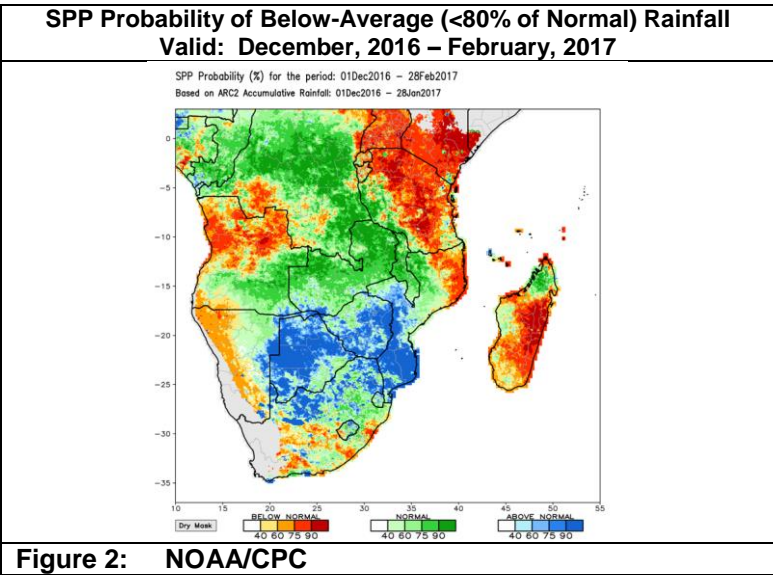 SPP Probability of Below-Average (<80% of Normal) Rainfall
Valid: December, 2016 – February, 2017
SPP Probability (%) for the period: 01Dec2016 – 28Feb2017
Based on ARC2 Accumulative Rainfall: 01Dec2016 – 28Jan2017
0
-5
-10
-15
-20
-25
-30
-35
10 15 20 25 30 35 40 45 50 55
BELOW NORMAL NORMAL ABOVE NORMAL
Dry Mask
40 60 75 90 40 60 75 90 40 60 75 90
Figure 2: NOAA/CPC